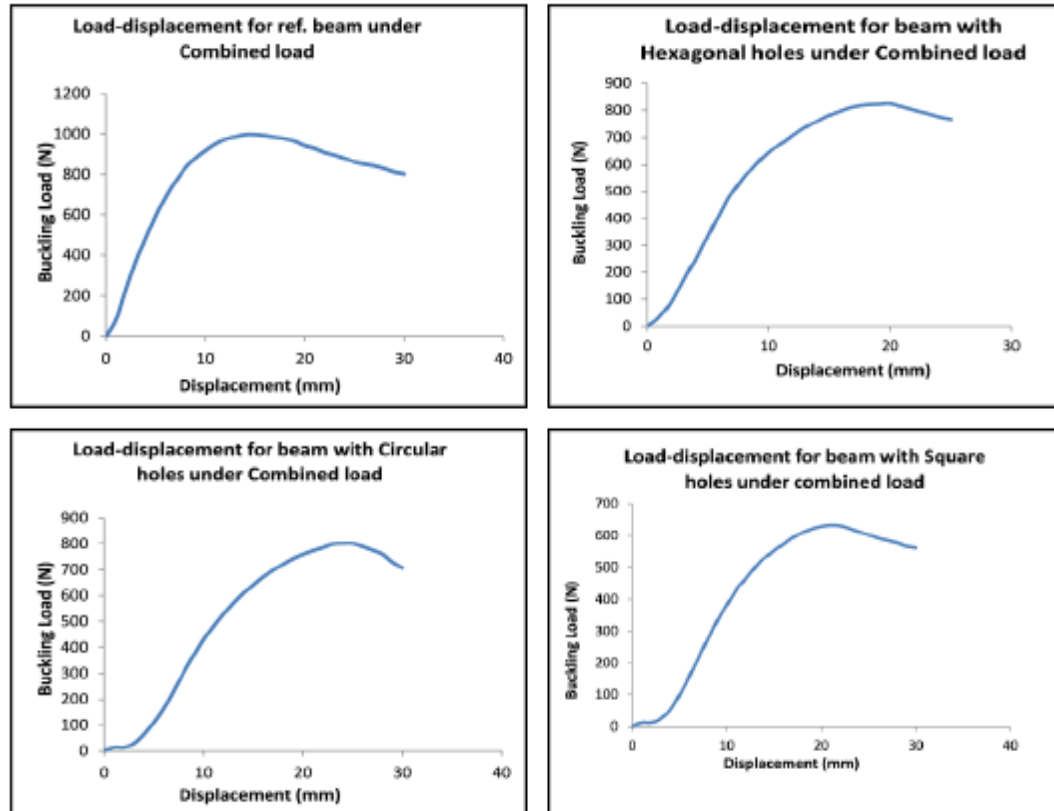 Load-displacement for ref. beam under
Combined load
1200
1000
800
600
400
200
0
Buckling Load (N)
0 10 20 30 40
Displacement (mm)
Load-displacement for beam with
Hexagonal holes under Combined load
900
800
700
600
500
400
300
200
100
0
Buckling Load (N)
0 10 20 30
Displacement (mm)
Load-displacement for beam with Circular
holes under Combined load
900
800
700
600
500
400
300
200
100
0
Buckling Load (N)
0 10 20 30 40
Displacement (mm)
Load-displacement for beam with Square
holes under combined load
700
600
500
400
300
200
100
0
Buckling Load (N)
0 10 20 30 40
Displacement (mm)